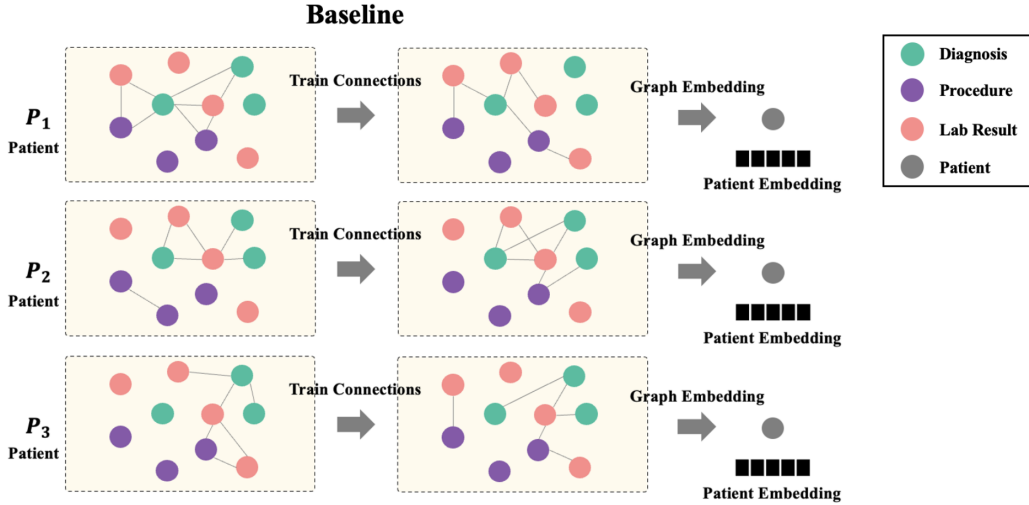 Baseline
P1
Patient
Train Connections
Graph Embedding
Patient Embedding
P2
Patient
Train Connections
Graph Embedding
Patient Embedding
P3
Patient
Train Connections
Graph Embedding
Patient Embedding
Diagnosis
Procedure
Lab Result
Patient